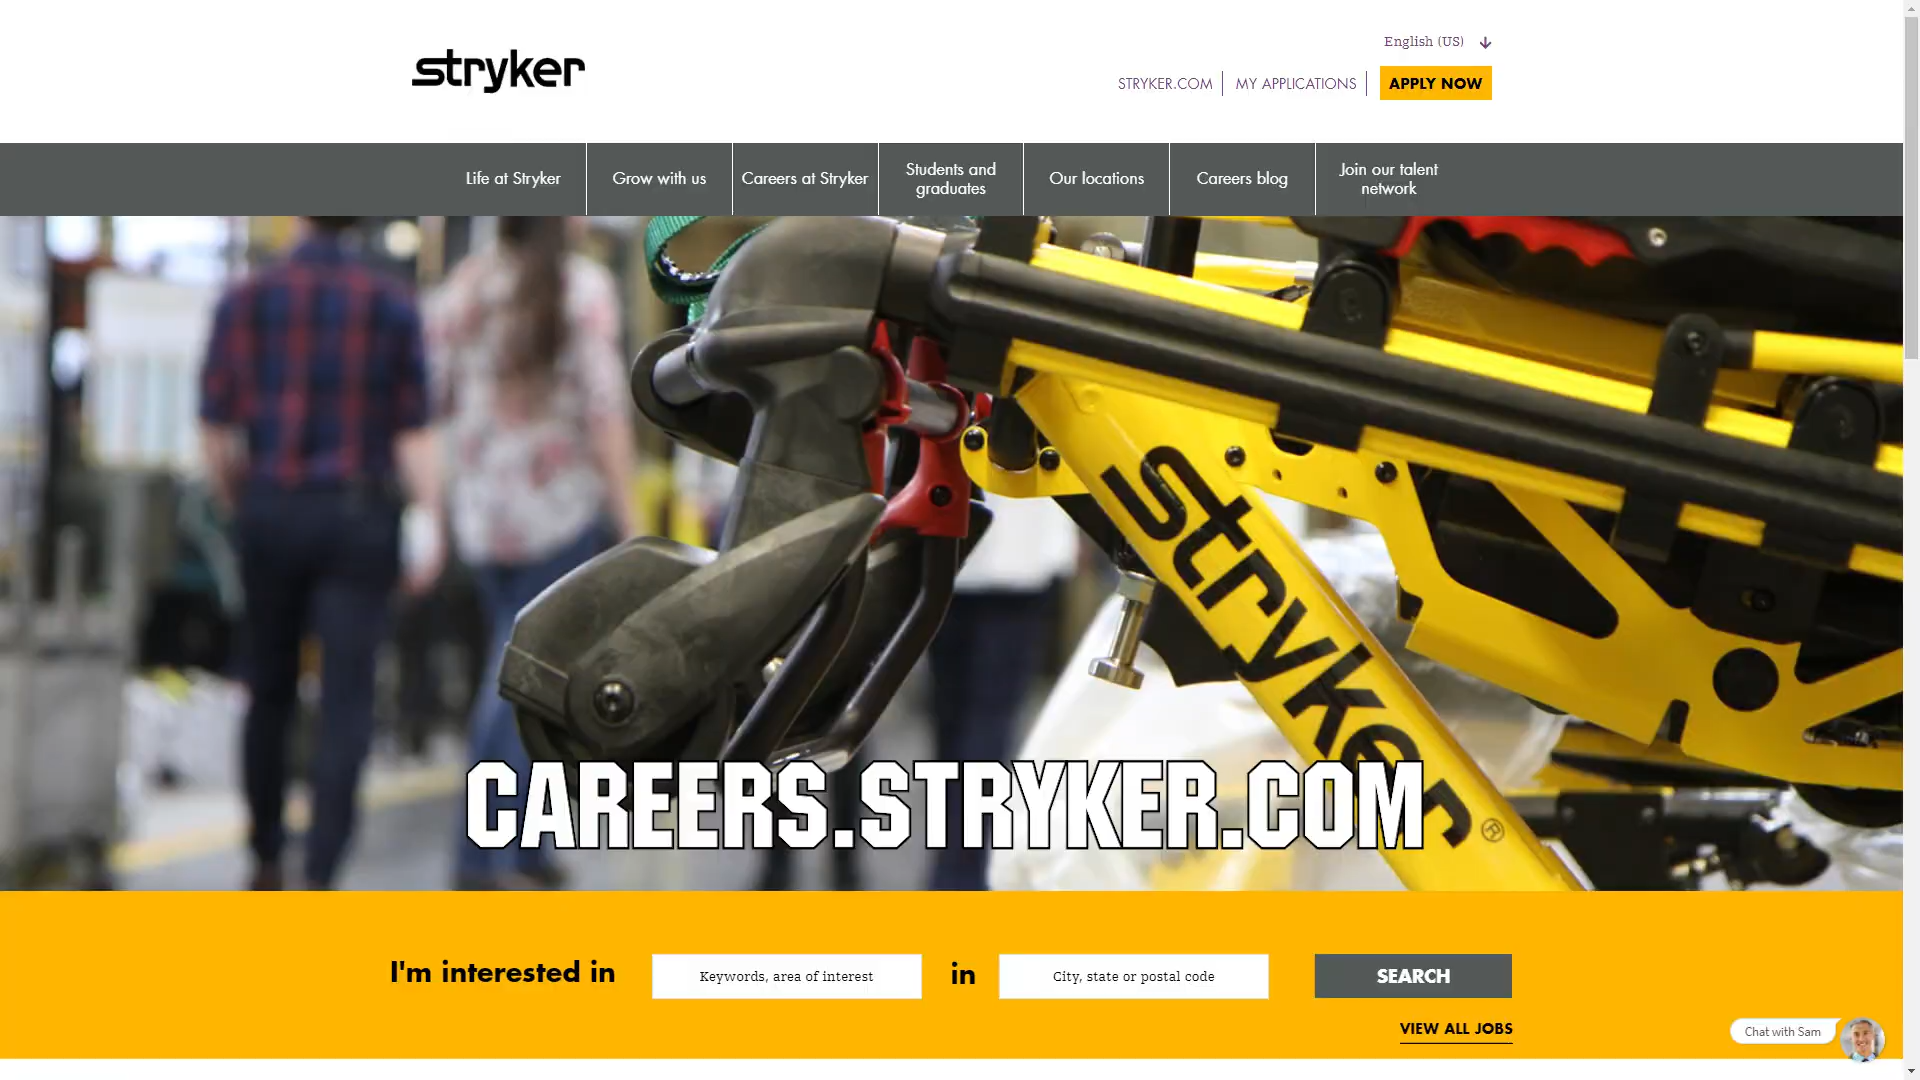 English (US)
stryker
STRYKER.COM
MY APPLICATIONS
APPLY NOW
Life at Stryker
Grow with us
Careers at Stryker
Students and
graduates
Our locations
Careers blog
Join our talent
network
stryker®
CAREERS.STRYKER.COM
I'm interested in
Keywords, area of interest
in
City, state or postal code
SEARCH
VIEW ALL JOBS
Chat with Sam